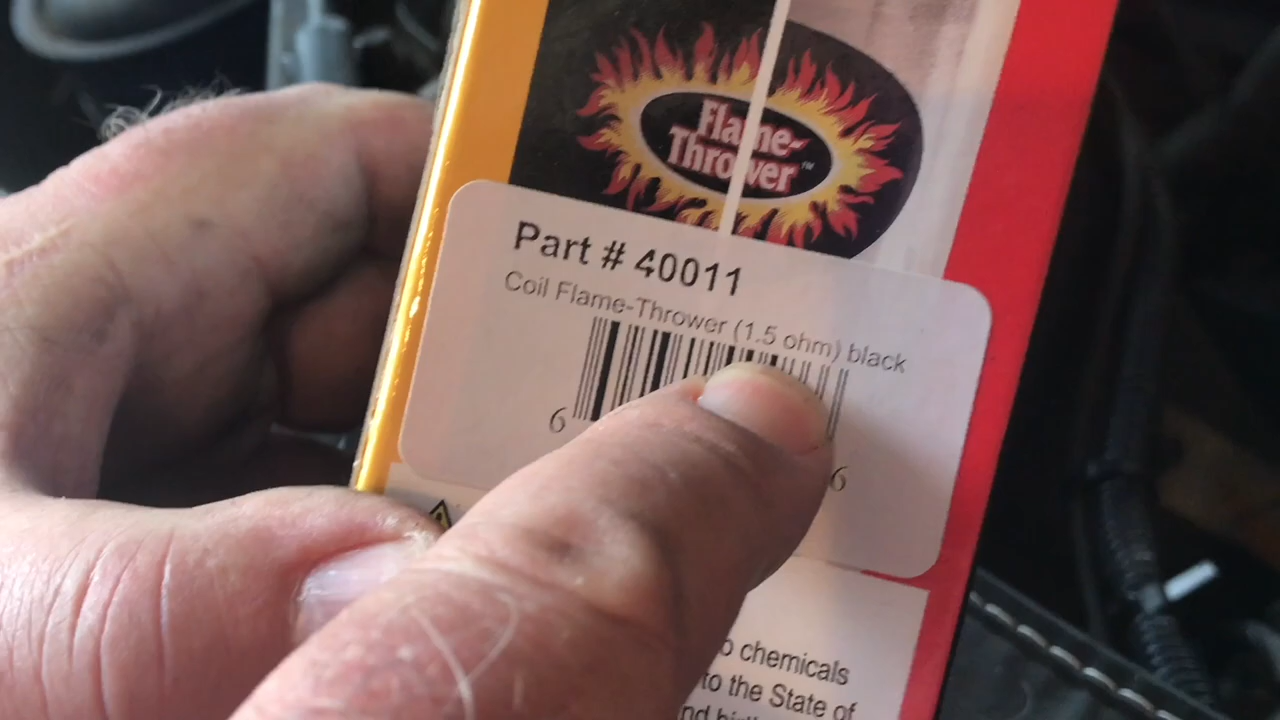 Flame-
Thrower™
Part # 40011
Coil Flame-Thrower (1.5 ohm) black
6
6
chemicals
to the State of